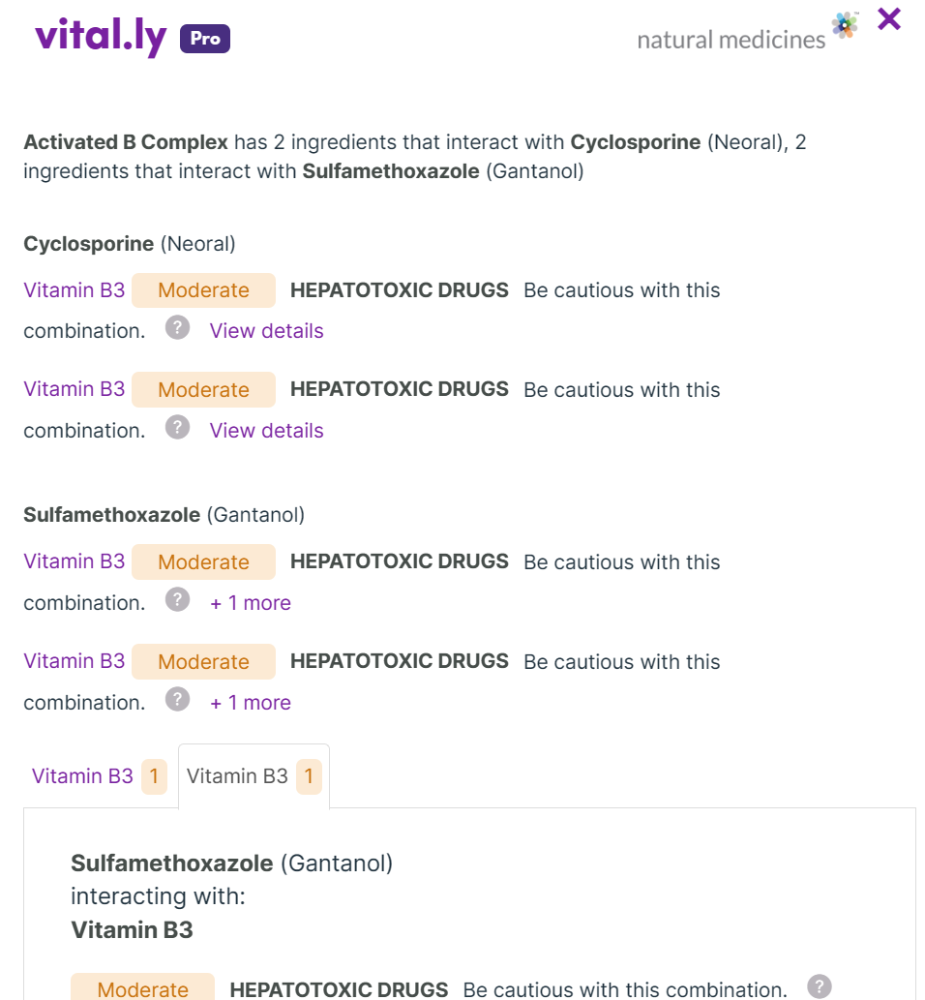 vital.ly Pro
natural medicines ™
Activated B Complex has 2 ingredients that interact with Cyclosporine (Neoral), 2
ingredients that interact with Sulfamethoxazole (Gantanol)
Cyclosporine (Neoral)
Vitamin B3 Moderate HEPATOTOXIC DRUGS Be cautious with this
combination. ? View details
Vitamin B3 Moderate HEPATOTOXIC DRUGS Be cautious with this
combination. ? View details
Sulfamethoxazole (Gantanol)
Vitamin B3 Moderate HEPATOTOXIC DRUGS Be cautious with this
combination. ? + 1 more
Vitamin B3 Moderate HEPATOTOXIC DRUGS Be cautious with this
combination. ? + 1 more
Vitamin B3 1 Vitamin B3 1
Sulfamethoxazole (Gantanol)
interacting with:
Vitamin B3
Moderate HEPATOTOXIC DRUGS Be cautious with this combination. ?